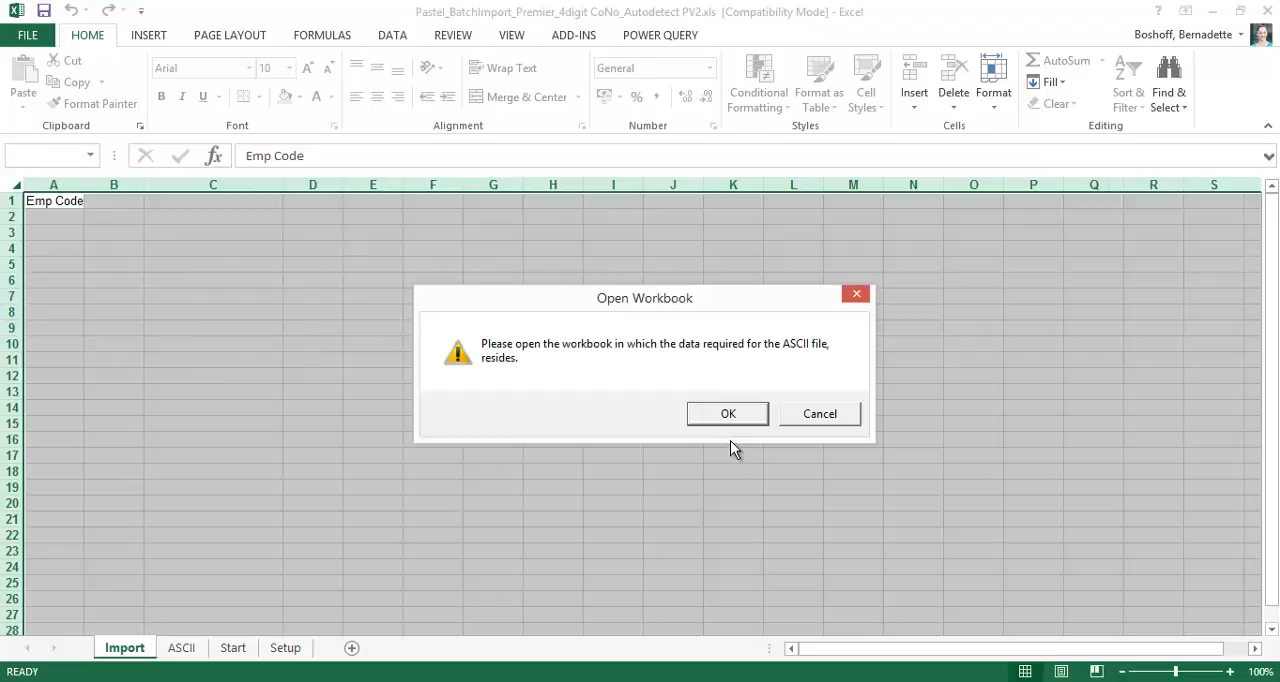 Pastel_BatchImport_Premier_4digit CoNo_Autodetect PV2.xls [Compatibility Mode] - Excel
FILE HOME INSERT PAGE LAYOUT FORMULAS DATA REVIEW VIEW ADD-INS POWER QUERY Boshoff, Bernadette
Paste
Cut
Copy
Format Painter
Clipboard
Arial 10
B I U A
Font
Wrap Text
Merge & Center
Alignment
General
%
Number
Conditional Formatting
Format as Table
Cell Styles
Styles
Insert Delete Format
Cells
AutoSum
Fill
Clear
Sort & Filter
Find & Select
Editing
fx Emp Code
A B C D E F G H I J K L M N O P Q R S
1 Emp Code
2
3
4
5
6
7
8
9
10
11
12
13
14
15
16
17
18
19
20
21
22
23
24
25
26
27
28
Open Workbook
Please open the workbook in which the data required for the ASCII file,
resides.
OK Cancel
Import ASCII Start Setup
READY 100%